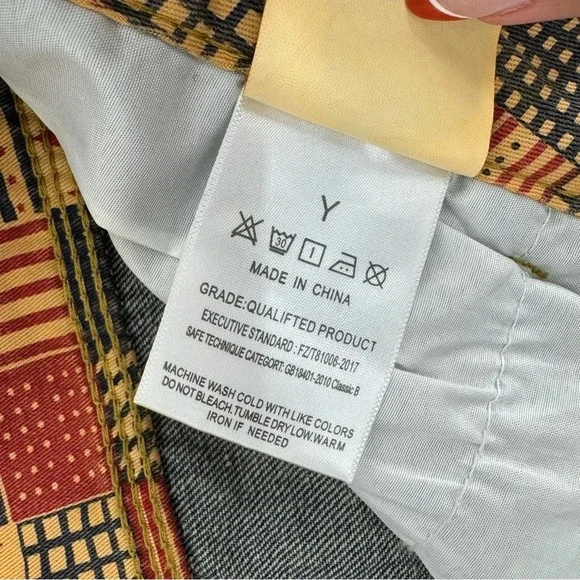 Y
30
MADE IN CHINA
GRADE:QUALIFTED PRODUCT
EXECUTIVE STANDARD : FZ/T81006-2017
SAFE TECHNIQUE CATEGORT: GB18401-2010 Classic B
MACHINE WASH COLD WITH LIKE COLORS
DO NOT BLEACH. TUMBLE DRY LOW. WARM
IRON IF NEEDED